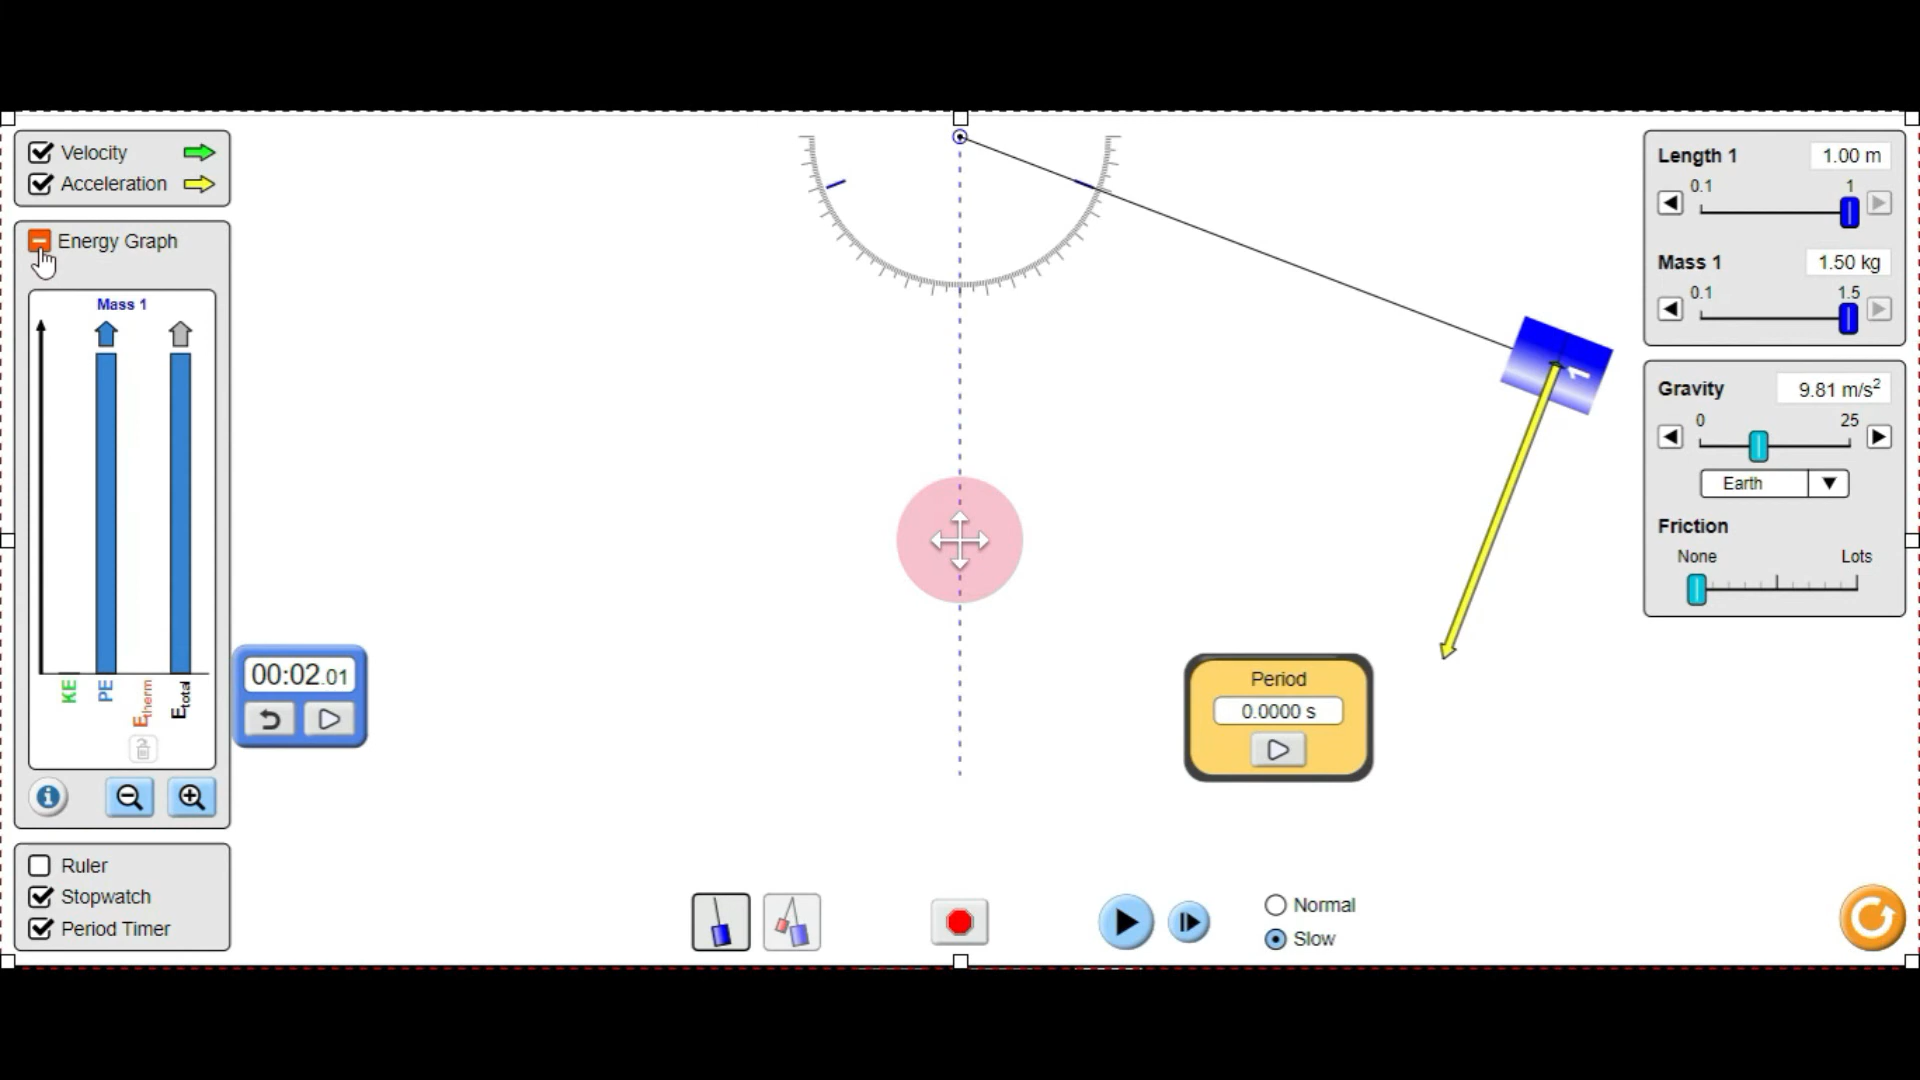 Velocity
Acceleration
Energy Graph
Mass 1
KE
PE
Etherm
Etotal
Ruler
Stopwatch
Period Timer
00:02.01
1
Period
0.0000 s
Normal
Slow
Length 1 1.00 m
0.1 1
Mass 1 1.50 kg
0.1 1.5
Gravity 9.81 m/s²
0 25
Earth
Friction
None Lots